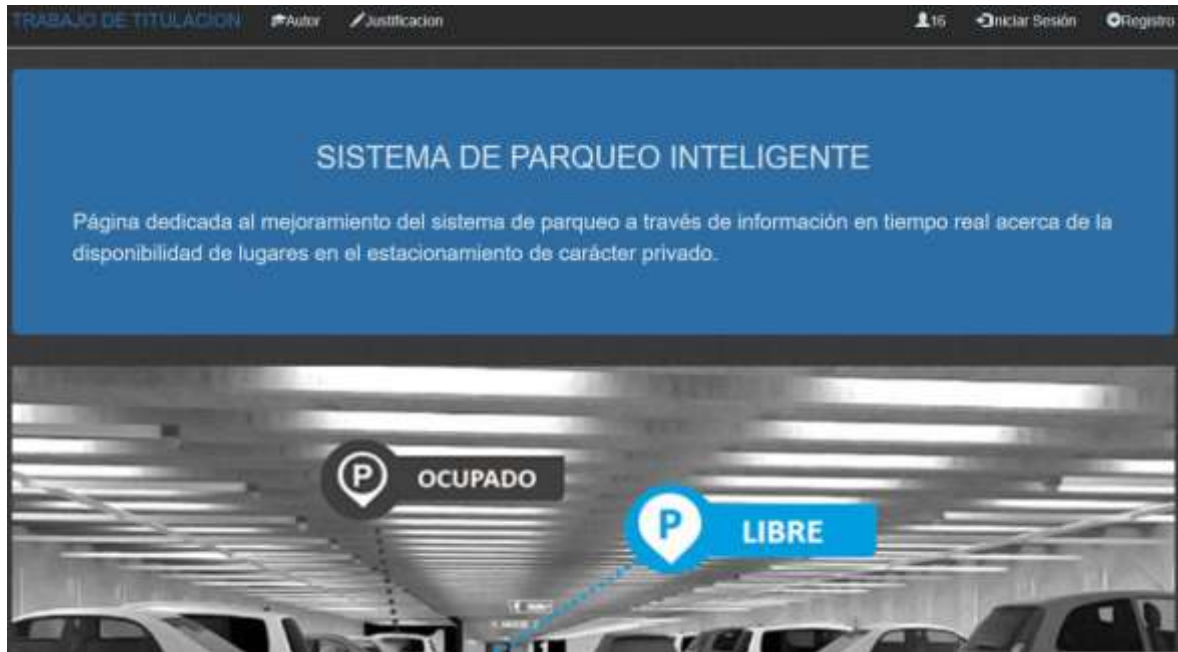 TRABAJO DE TITULACION Autor Justificacion 16 Iniciar Sesión Registro
SISTEMA DE PARQUEO INTELIGENTE
Página dedicada al mejoramiento del sistema de parqueo a través de información en tiempo real acerca de la
disponibilidad de lugares en el estacionamiento de carácter privado.
P OCUPADO
P LIBRE